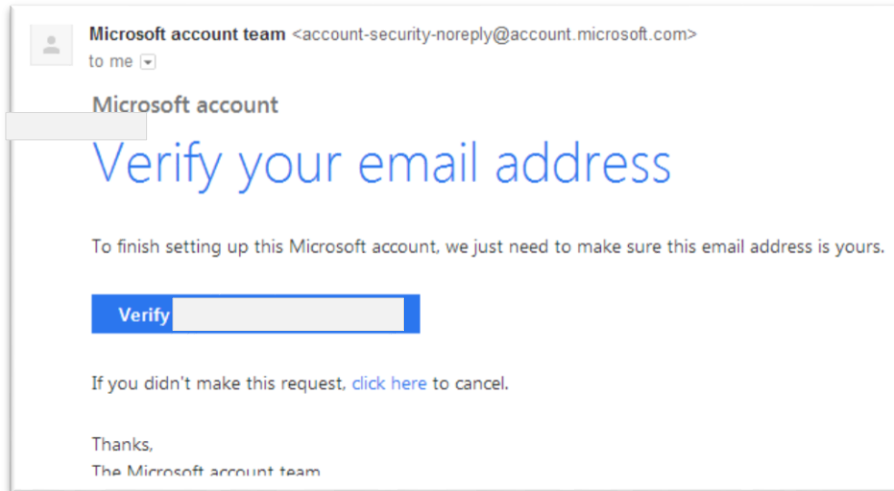 Microsoft account team <account-security-noreply@account.microsoft.com>
to me
Microsoft account
Verify your email address
To finish setting up this Microsoft account, we just need to make sure this email address is yours.
Verify
If you didn't make this request, click here to cancel.
Thanks,
The Microsoft account team